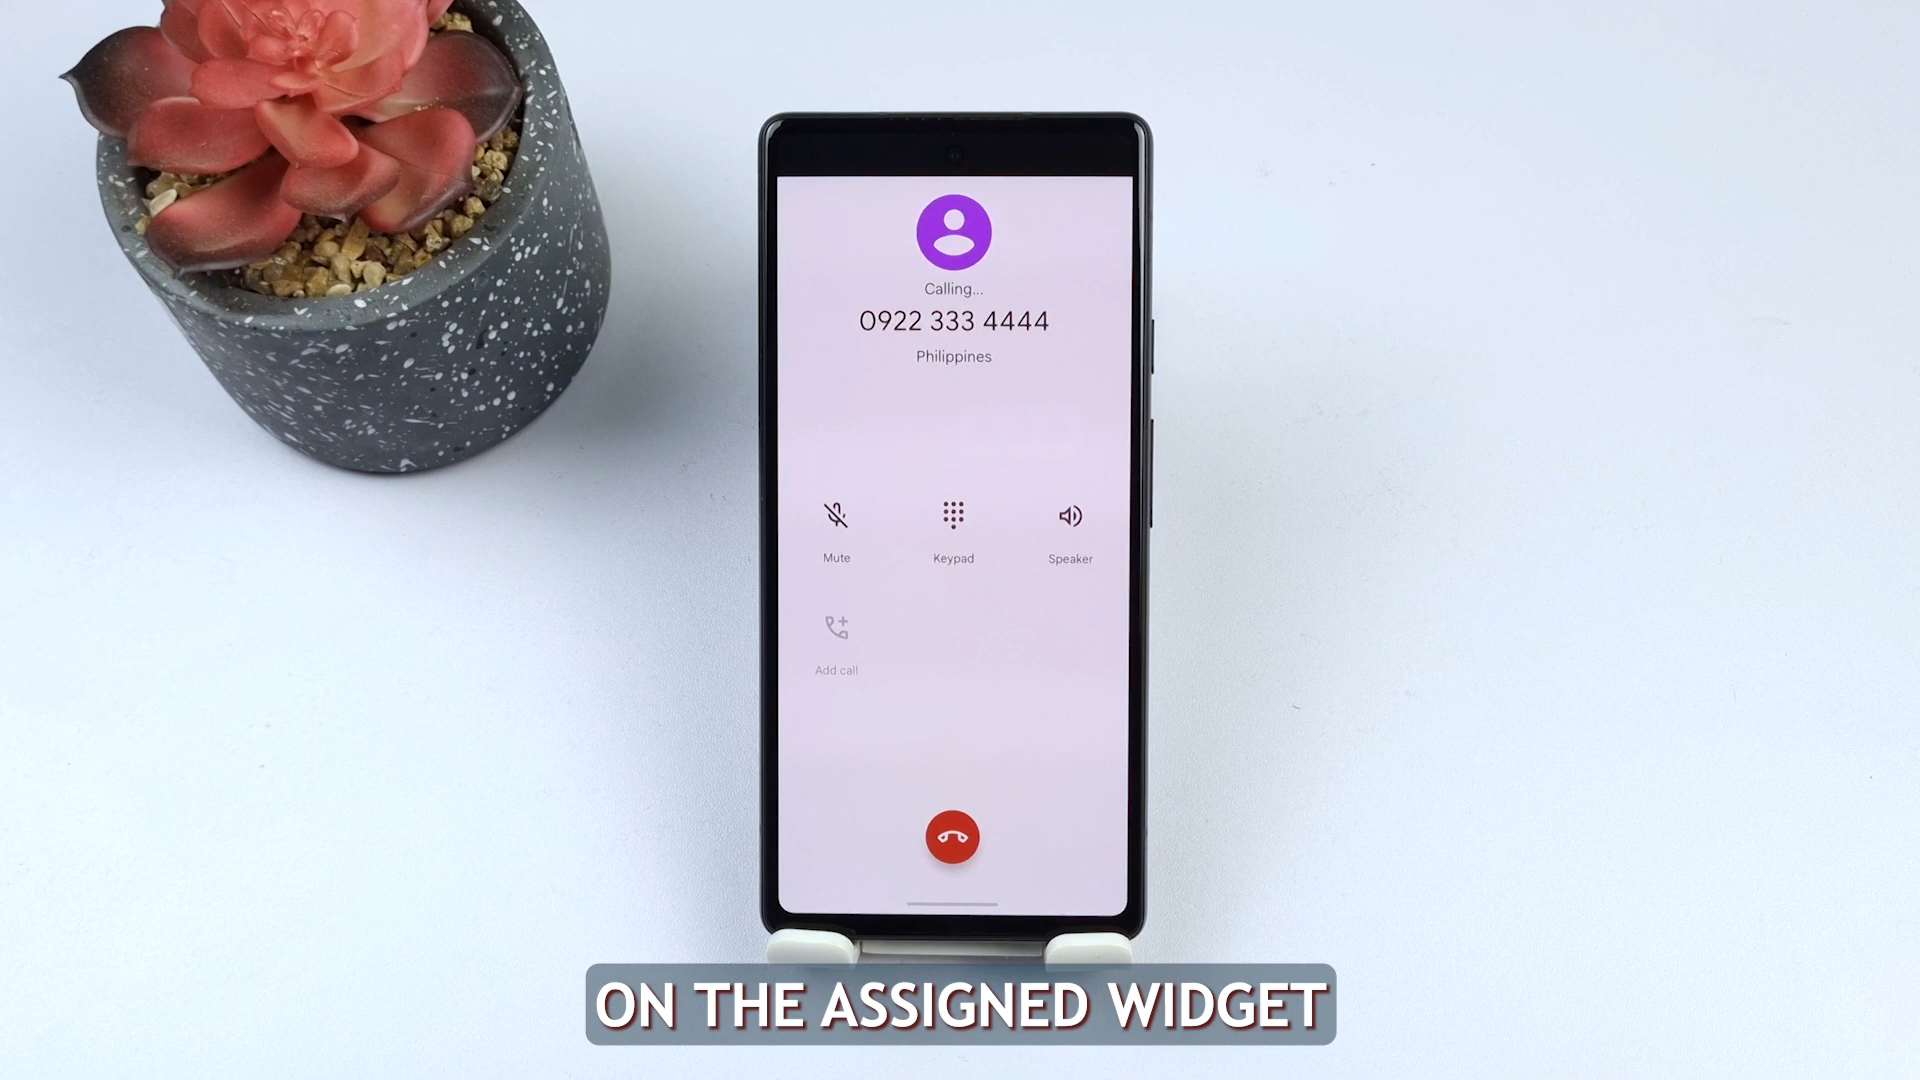 Calling...
0922 333 4444
Philippines
Mute
Keypad
Speaker
Add call
ON THE ASSIGNED WIDGET